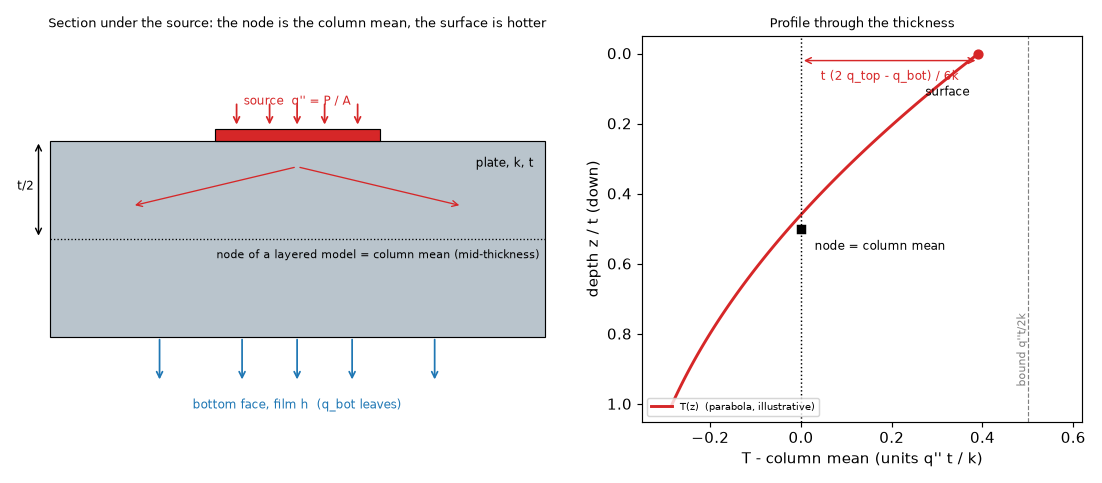 Section under the source: the node is the column mean, the surface is hotter
source  q'' = P / A
plate, k, t
t/2
node of a layered model = column mean (mid-thickness)
bottom face, film h  (q_bot leaves)
Profile through the thickness
t (2 q_top - q_bot) / 6k
surface
node = column mean
bound q''t/2k
T(z)  (parabola, illustrative)
depth z / t (down)
0.0
0.2
0.4
0.6
0.8
1.0
−0.2
0.0
0.2
0.4
0.6
T - column mean (units q'' t / k)